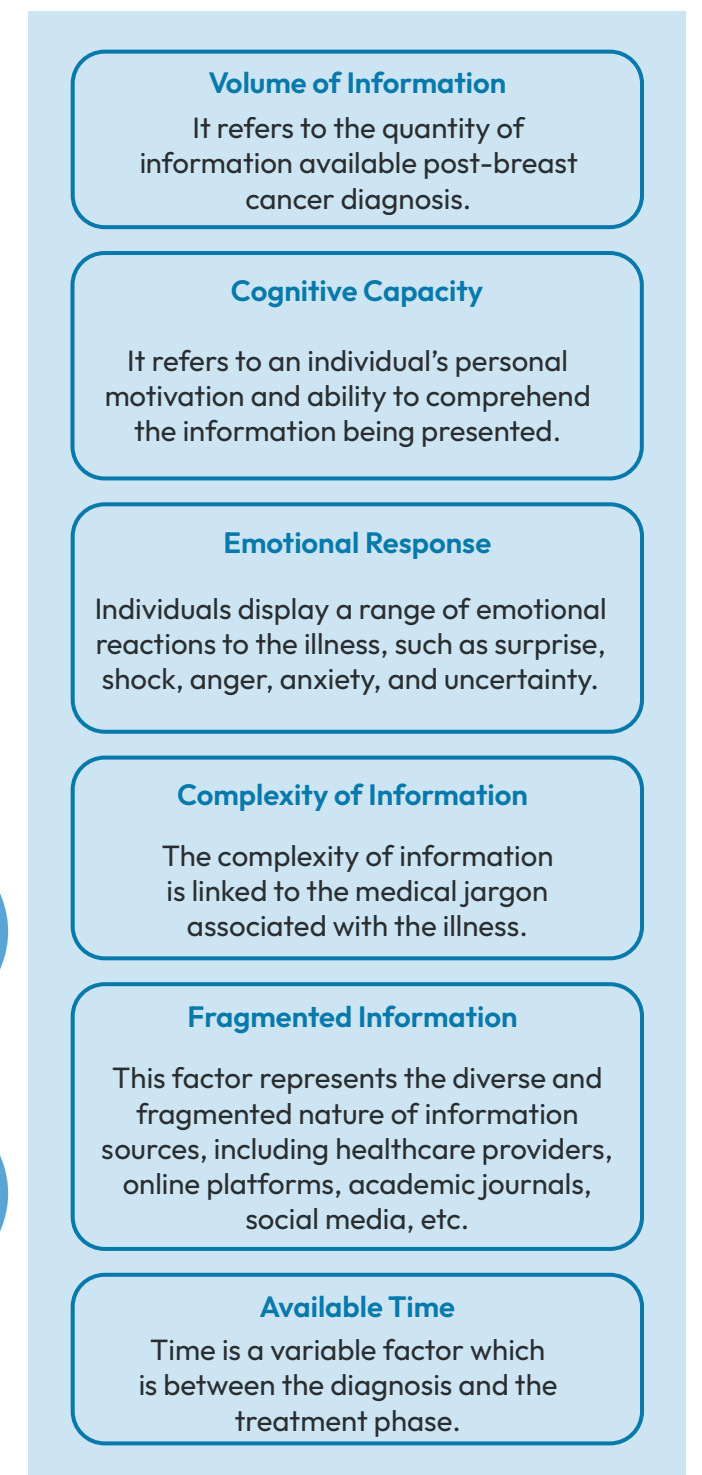 Volume of Information
It refers to the quantity of
information available post-breast
cancer diagnosis.
Cognitive Capacity
It refers to an individual’s personal
motivation and ability to comprehend
the information being presented.
Emotional Response
Individuals display a range of emotional
reactions to the illness, such as surprise,
shock, anger, anxiety, and uncertainty.
Complexity of Information
The complexity of information
is linked to the medical jargon
associated with the illness.
Fragmented Information
This factor represents the diverse and
fragmented nature of information
sources, including healthcare providers,
online platforms, academic journals,
social media, etc.
Available Time
Time is a variable factor which
is between the diagnosis and the
treatment phase.